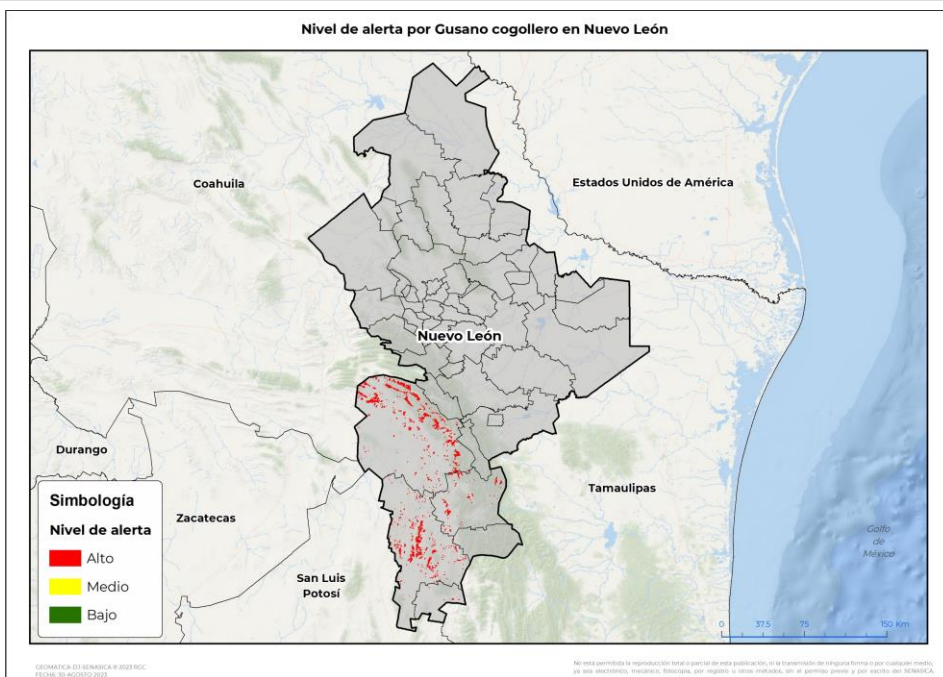 Nivel de alerta por Gusano cogollero en Nuevo León
Coahuila
Estados Unidos de América
Nuevo León
Durango
Tamaulipas
Zacatecas
San Luis
Potosí
Golfo
de
México
Simbología
Nivel de alerta
Alto
Medio
Bajo
0 37.5 75 150 Km
GEOMÁTICA-DJ-SENASICA ® 2023 RGC
FECHA: 30-AGOSTO 2023
No está permitida la reproducción total o parcial de esta publicación, ni la transmisión de ninguna forma o por cualquier medio,
ya sea electrónico, mecánico, fotocopia, por registro u otros métodos, sin el permiso previo y por escrito del SENASICA.